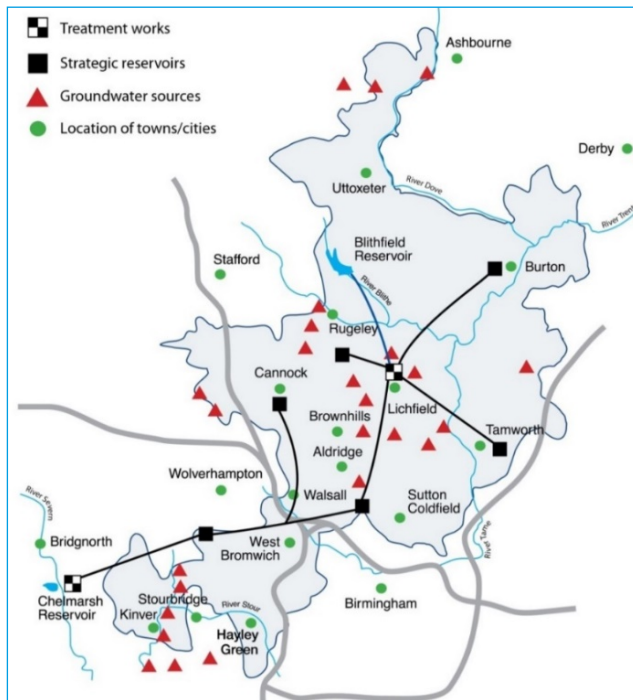 Treatment works
Strategic reservoirs
Groundwater sources
Location of towns/cities
Ashbourne
Derby
Uttoxeter
River Dove
River Trent
Blithfield
Reservoir
Stafford
Burton
River Blithe
Rugeley
Cannock
Lichfield
Brownhills
Tamworth
Aldridge
Wolverhampton
Walsall
Sutton
Coldfield
River Severn
River Tame
Bridgnorth
West
Bromwich
Chelmarsh
Reservoir
Stourbridge
River Stour
Birmingham
Kinver
Hayley
Green